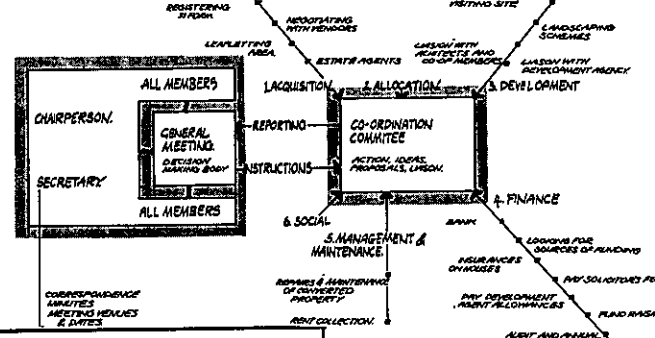 REGISTERING
VISITING SITE
NEGOTIATING
WITH VENDORS
LANDSCAPING
SCHEMES
LEAFLETTING
AREA.
ESTATE AGENTS
LIASON WITH
ARCHITECTS AND
CO-OP MEMBERS
LIASON WITH
DEVELOPMENT AGENCY.
ALL MEMBERS
1. ACQUISITION.
2. ALLOCATION.
3. DEVELOPMENT
CHAIRPERSON.
GENERAL
MEETING.
DECISION
MAKING BODY
REPORTING
CO-ORDINATION
COMMITEE
ACTION, IDEAS,
PROPOSALS, LIASON.
INSTRUCTIONS
SECRETARY
ALL MEMBERS
4. FINANCE
6. SOCIAL
BANK
5. MANAGEMENT &
MAINTENANCE.
LOOKING FOR
SOURCES OF FUNDING
INSURANCES
ON HOUSES
REPAIRS & MAINTENANCE
OF CONVERTED
PROPERTY
PAY SOLICITORS
CORRESPONDENCE
MINUTES
MEETING VENUES
& DATES.
PAY DEVELOPMENT
AGENT ALLOWANCES
RENT COLLECTION.
AUDIT AND ANNUAL